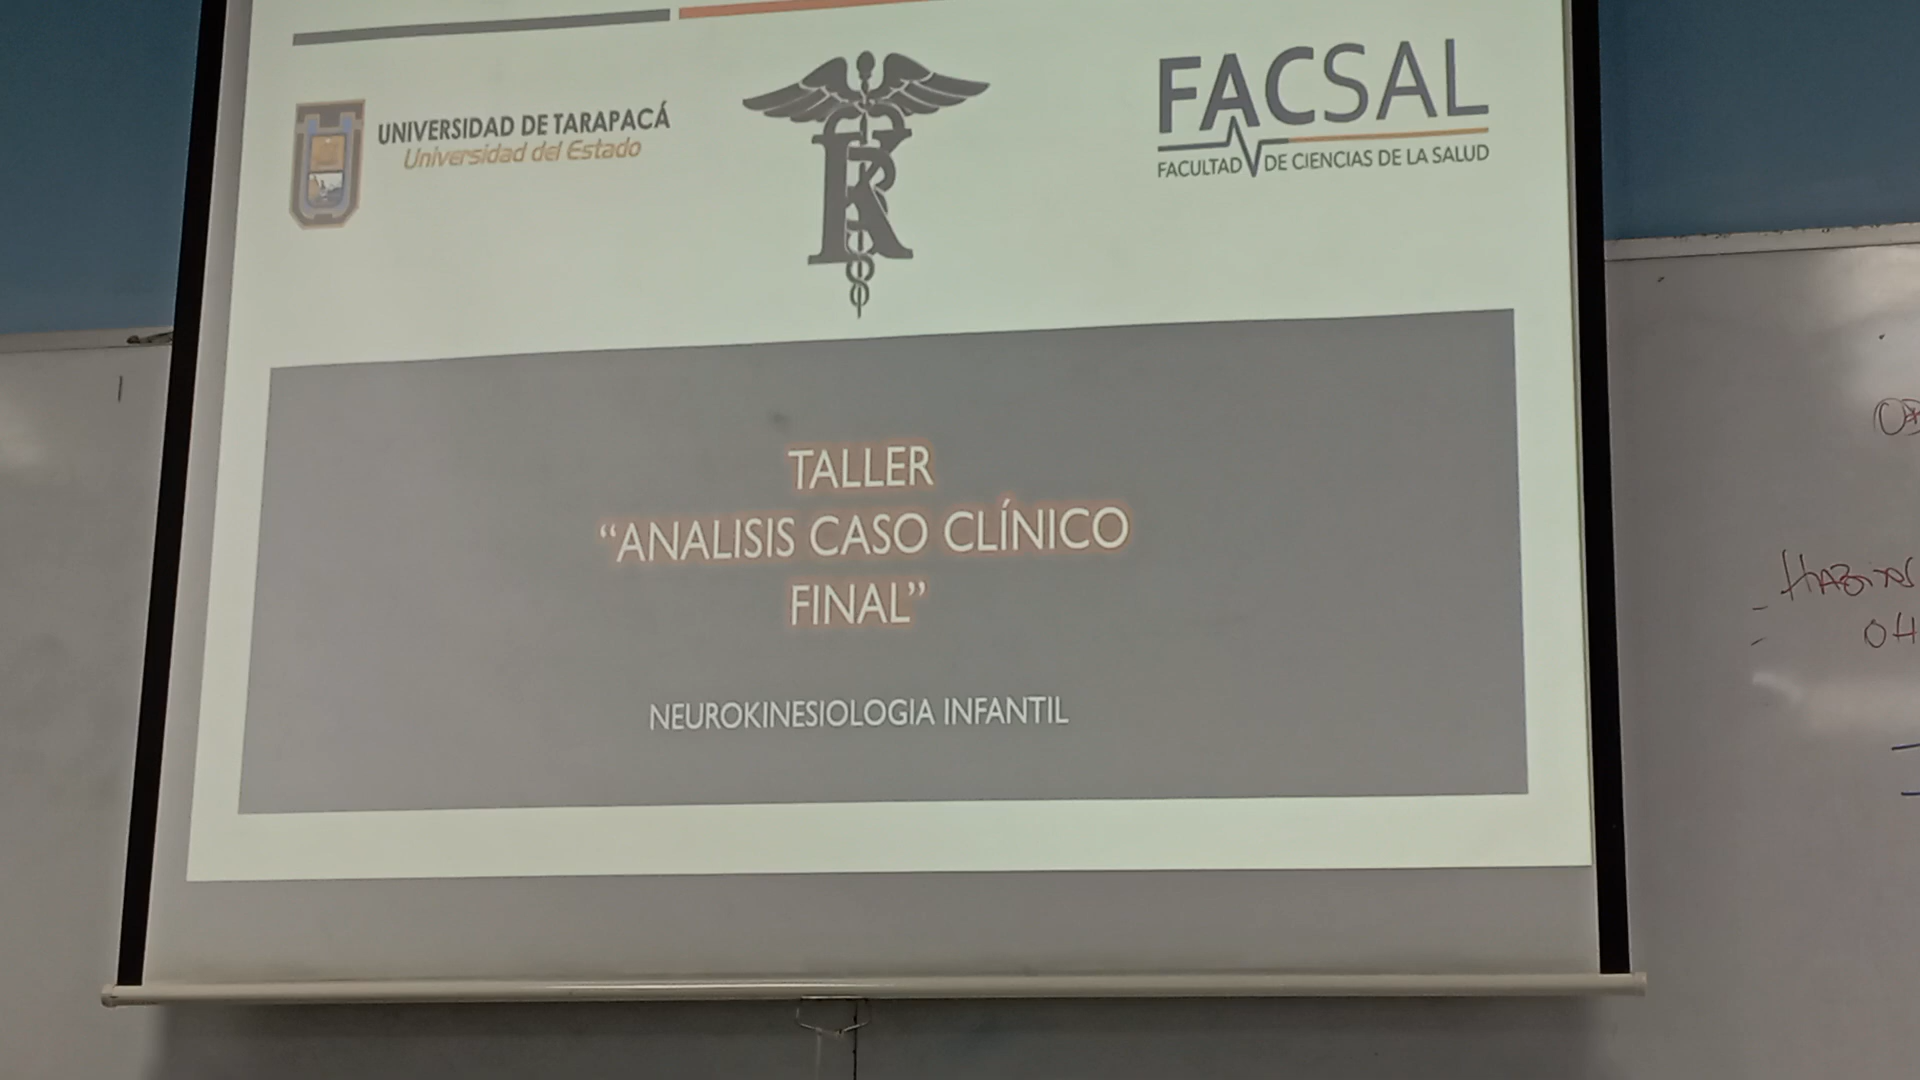 UNIVERSIDAD DE TARAPACÁ
Universidad del Estado
FACSAL
FACULTAD DE CIENCIAS DE LA SALUD
TALLER
“ANALISIS CASO CLÍNICO
FINAL”
NEUROKINESIOLOGIA INFANTIL